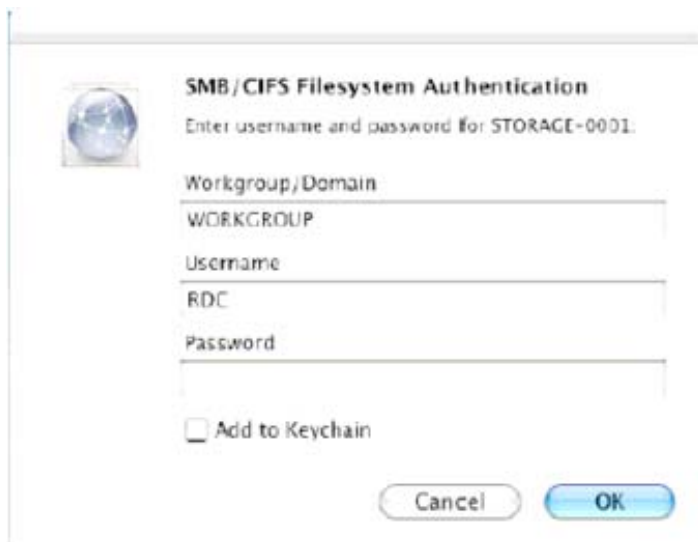 SMB/CIFS Filesystem Authentication
Enter username and password for STORAGE-0001:
Workgroup/Domain
WORKGROUP
Username
RDC
Password
Add to Keychain
Cancel
OK